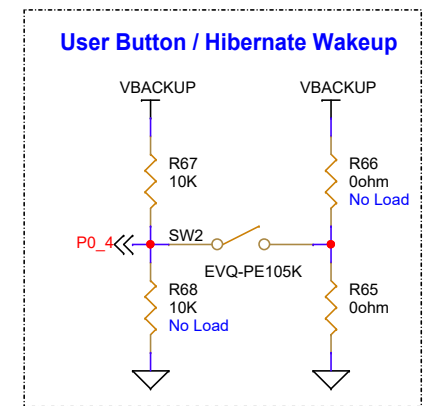 User Button / Hibernate Wakeup
VBACKUP
VBACKUP
R67
10K
R66
0ohm
No Load
P0_4
SW2
EVQ-PE105K
R68
10K
No Load
R65
0ohm